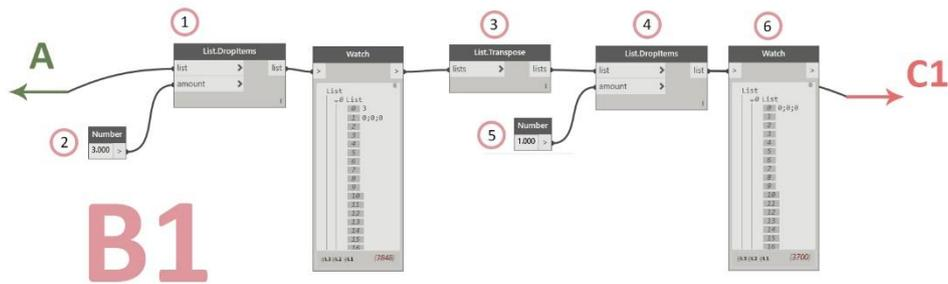 1
3
4
6
A
List.DropItems
list > list
amount >
Watch
> >
List
0 List
0 3
1 0;0;0
2
3
4
5
6
7
8
9
10
11
12
13
14
15
16
{3848}
List.Transpose
lists > lists
List.DropItems
list > list
amount >
Watch
> >
List
0 List
0 0;0;0
1
2
3
4
5
6
7
8
9
10
11
12
13
14
15
16
{3700}
C1
2
Number
3.000 >
5
Number
1.000 >
B1